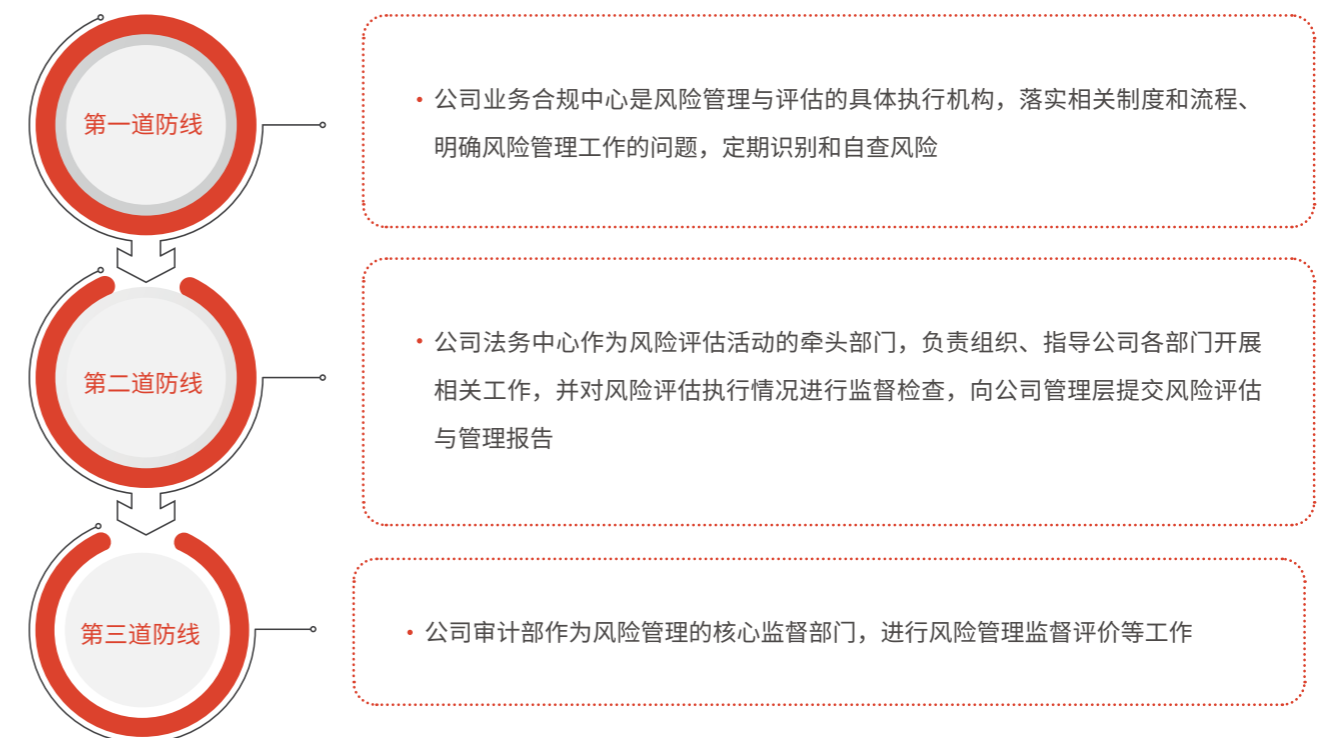 第一道防线
• 公司业务合规中心是风险管理与评估的具体执行机构，落实相关制度和流程、
明确风险管理工作的问题，定期识别和自查风险
第二道防线
• 公司法务中心作为风险评估活动的牵头部门，负责组织、指导公司各部门开展
相关工作，并对风险评估执行情况进行监督检查，向公司管理层提交风险评估
与管理报告
第三道防线
• 公司审计部作为风险管理的核心监督部门，进行风险管理监督评价等工作